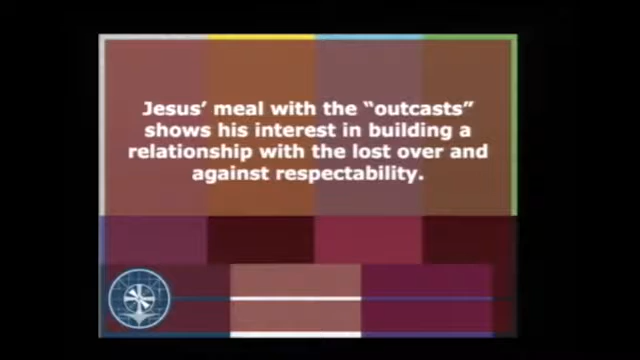 Jesus’ meal with the “outcasts”
shows his interest in building a
relationship with the lost over and
against respectability.